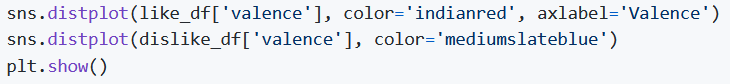 sns.distplot(like_df['valence'], color='indianred', axlabel='Valence')
sns.distplot(dislike_df['valence'], color='mediumslateblue')
plt.show()